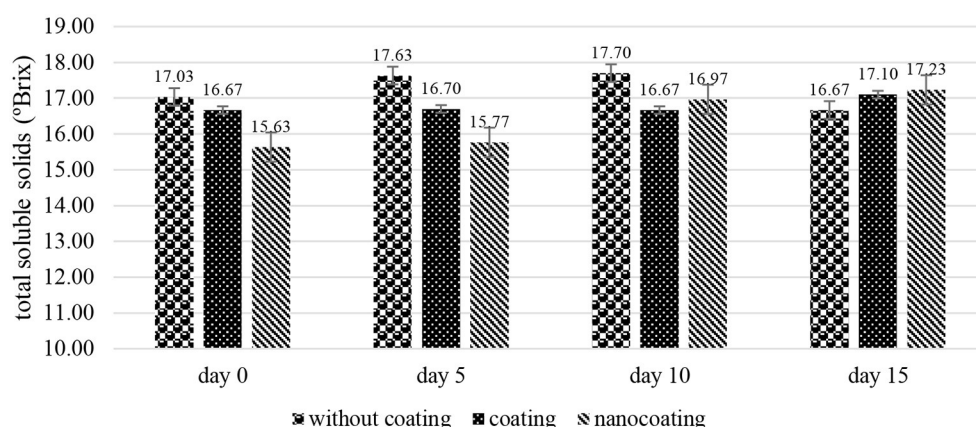 total soluble solids (ºBrix)
19.00
18.00
17.00
16.00
15.00
14.00
13.00
12.00
11.00
10.00
17.03
16.67
15.63
17.63
16.70
15.77
17.70
16.67
16.97
16.67
17.10
17.23
day 0
day 5
day 10
day 15
without coating
coating
nanocoating